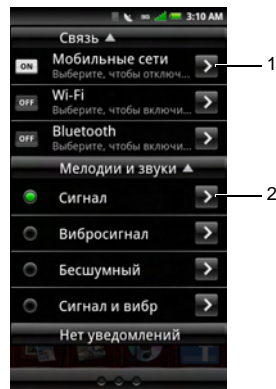 3:10 AM
Связь
Мобильные сети
ON
Выберите, чтобы отключ...
Wi-Fi
OFF
Выберите, чтобы включи...
Bluetooth
OFF
Выберите, чтобы включи...
Мелодии и звуки
Сигнал
Вибросигнал
Бесшумный
Сигнал и вибр
Нет уведомлений
1
2